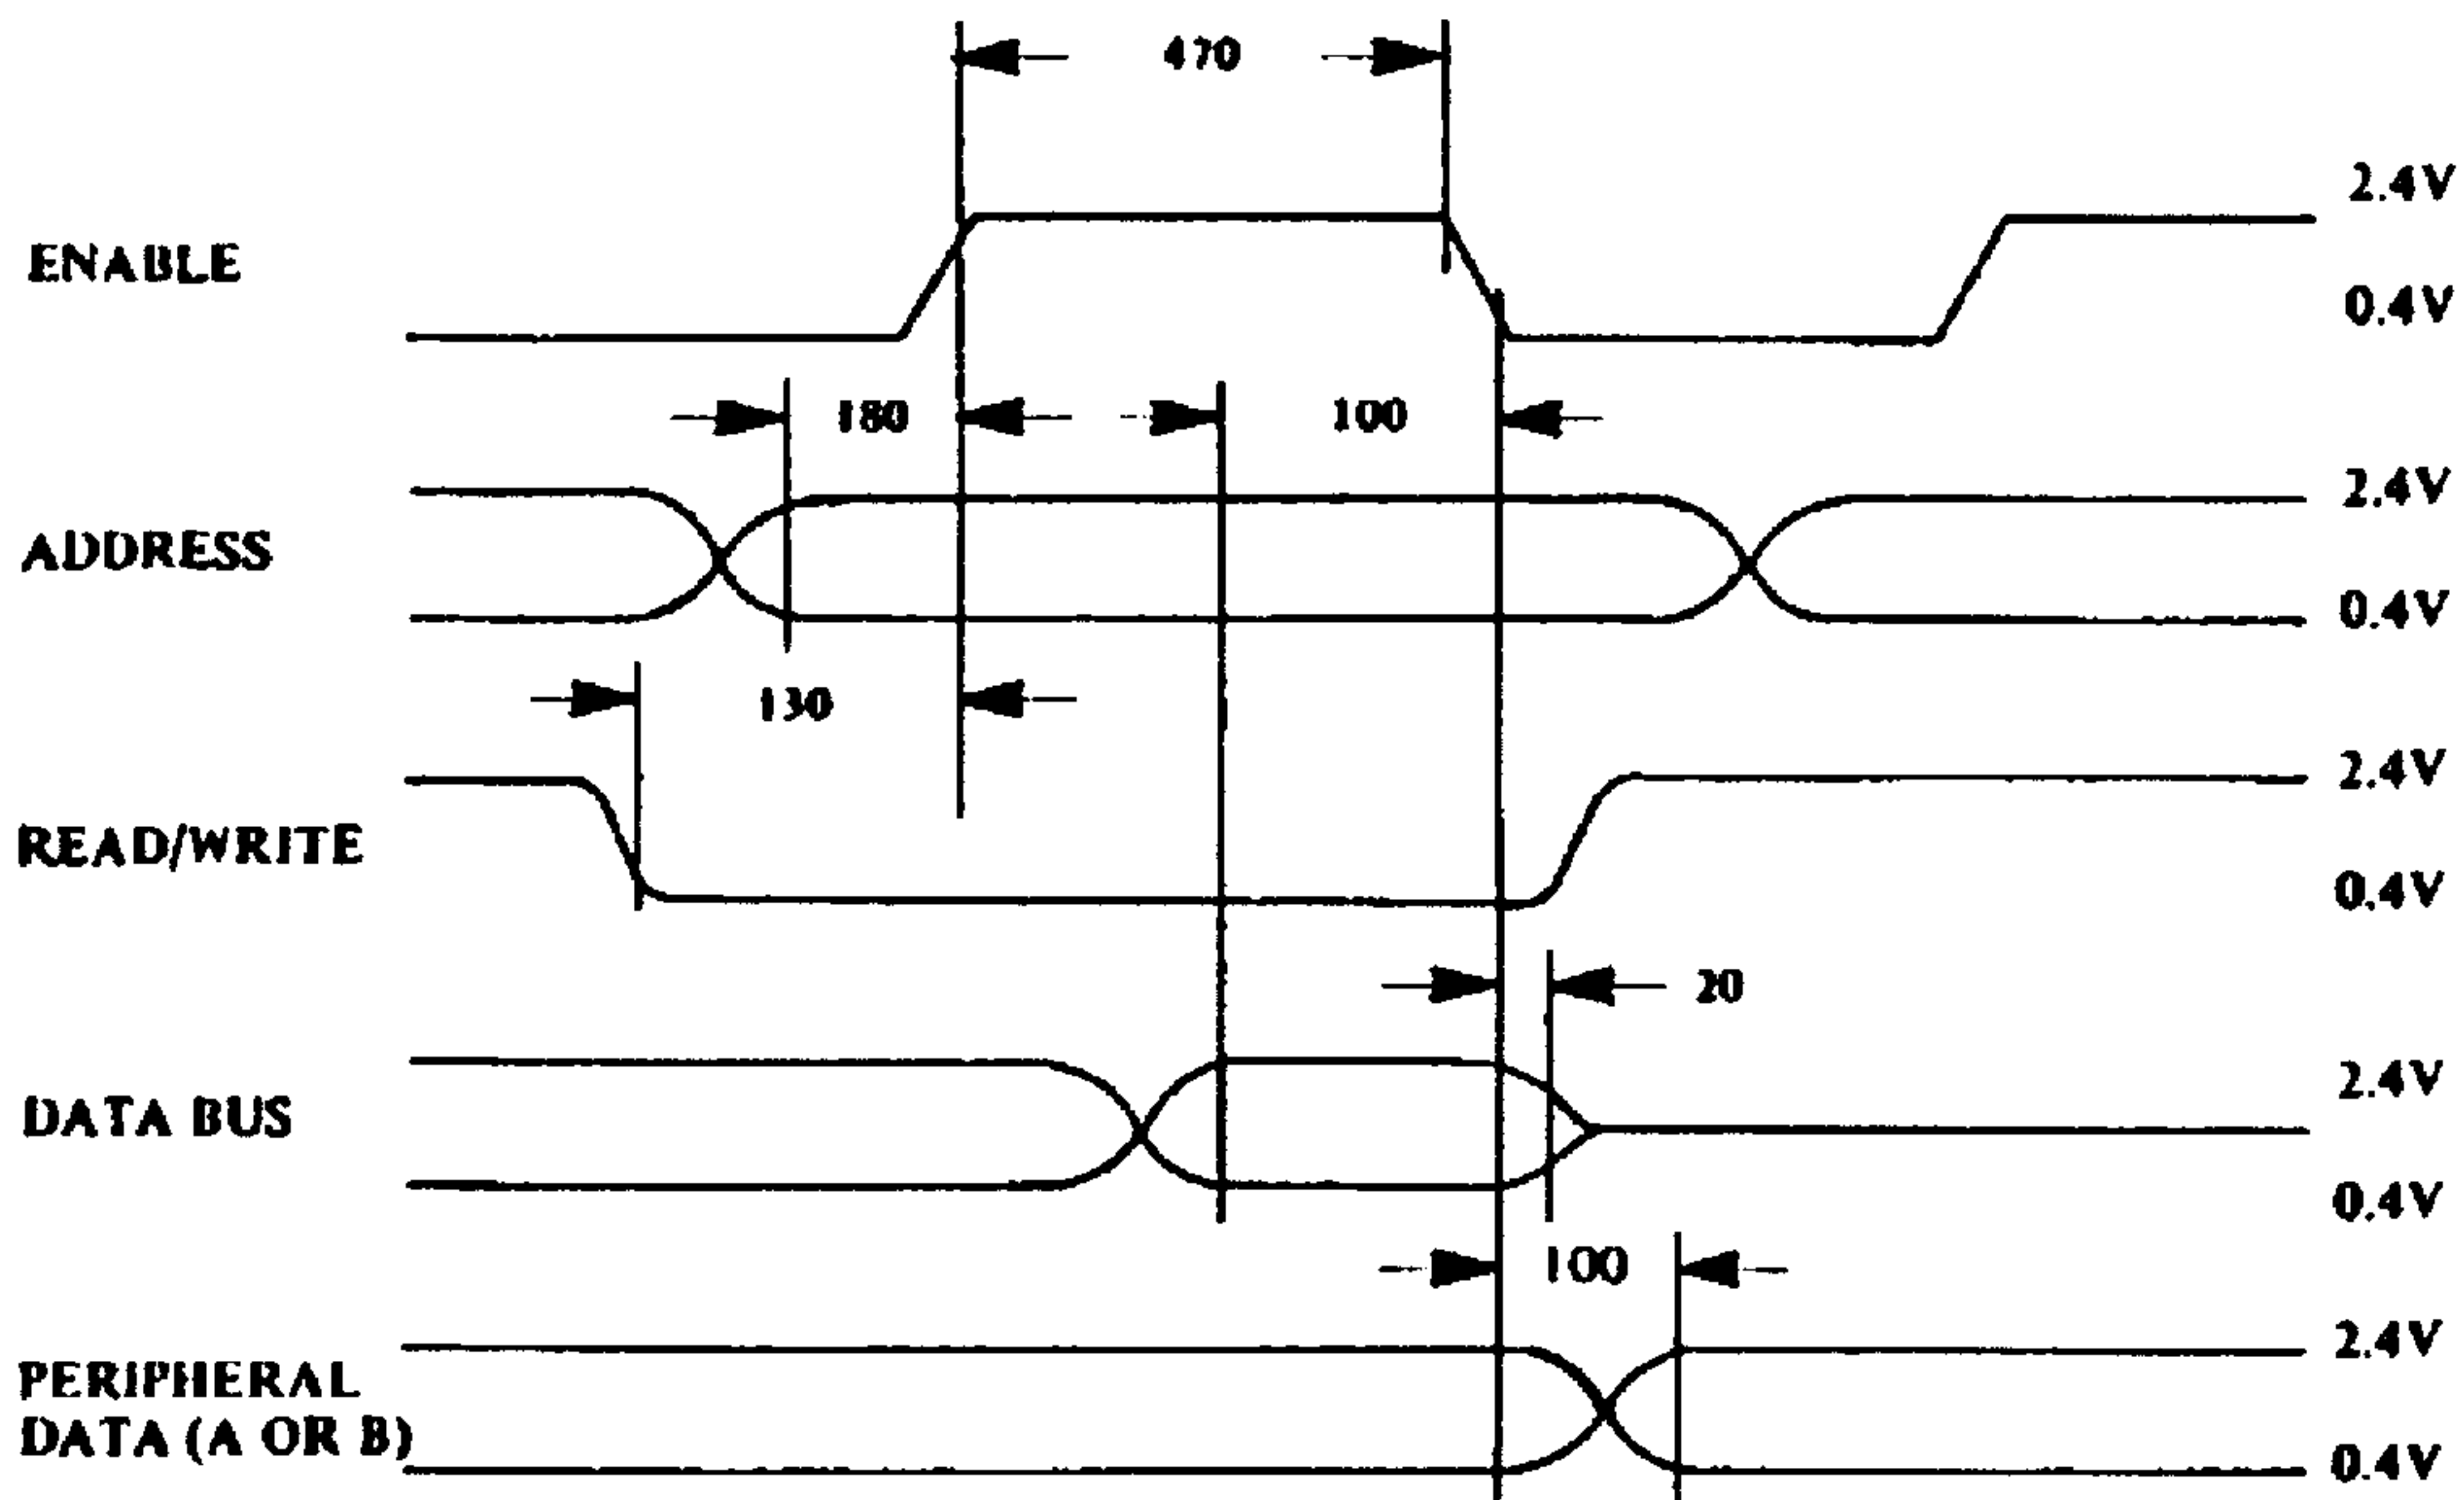 470
2.4V
ENABLE
0.4V
180
100
2.4V
ADDRESS
0.4V
130
2.4V
READ/WRITE
0.4V
20
2.4V
DATA BUS
0.4V
100
2.4V
PERIPHERAL
DATA (A OR B)
0.4V